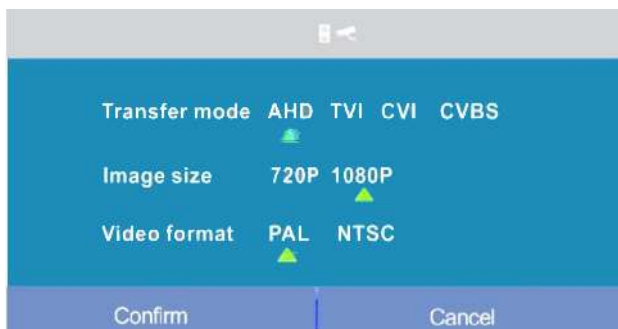 Transfer mode AHD TVI CVI CVBS
Image size 720P 1080P
Video format PAL NTSC
Confirm Cancel